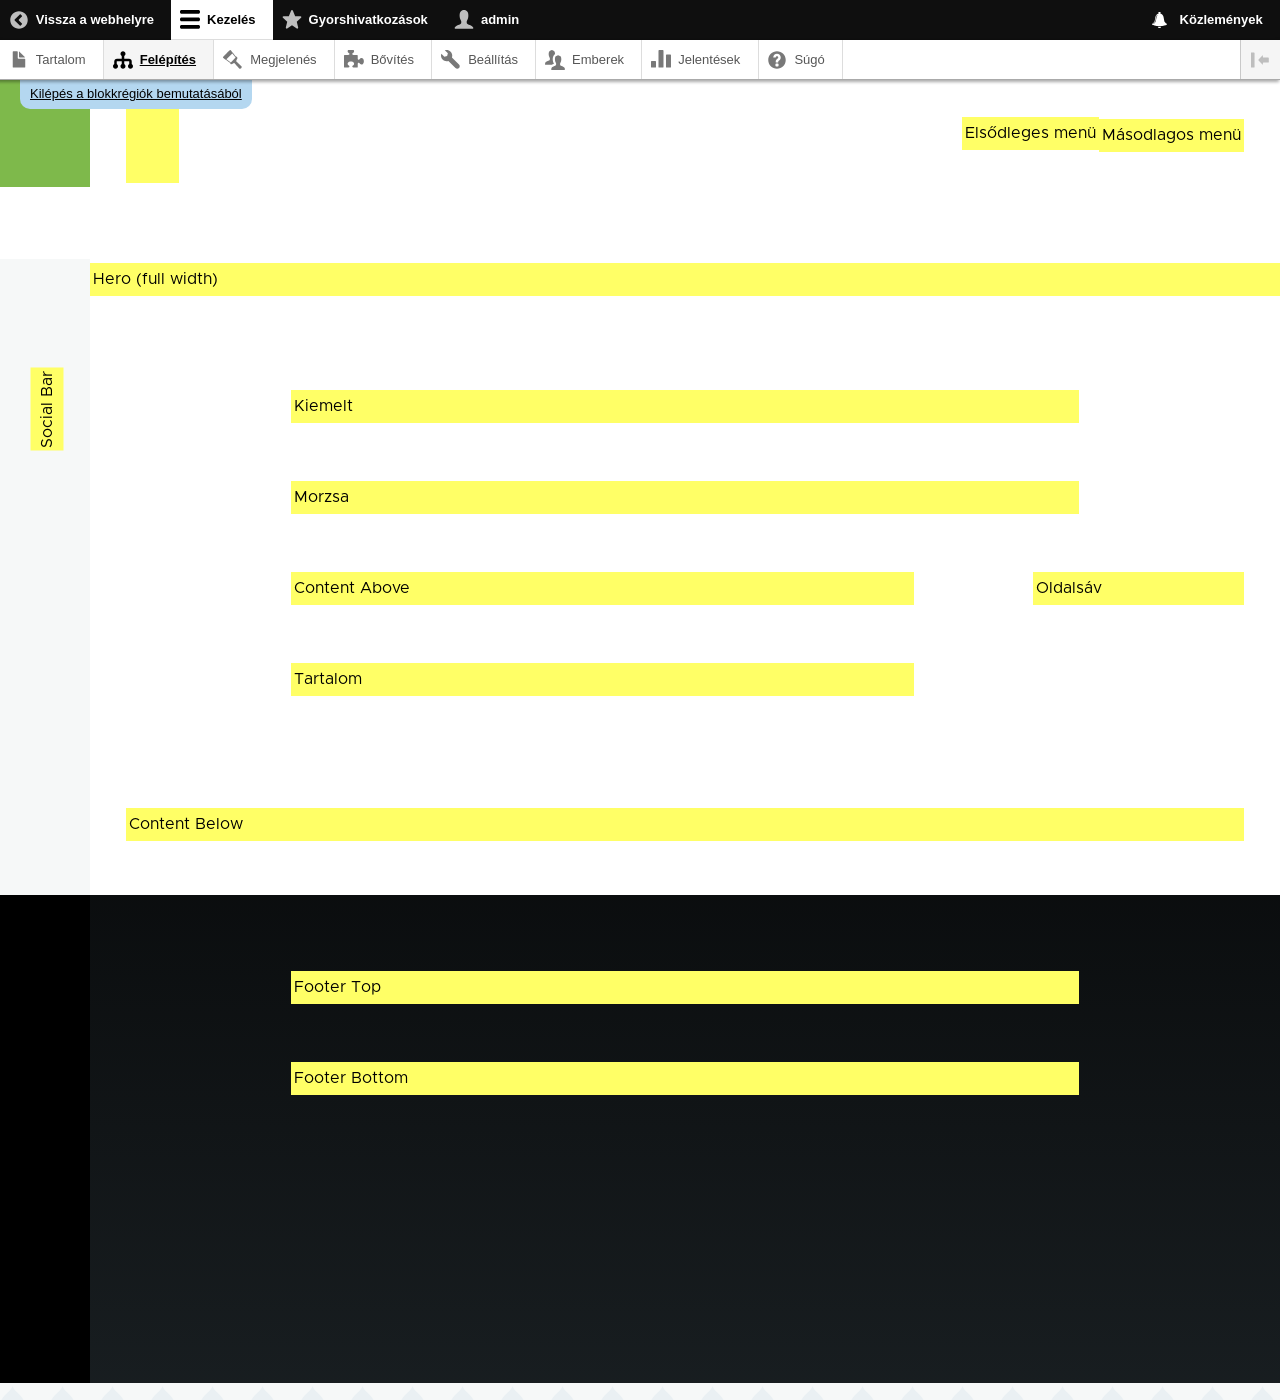 Vissza a webhelyre Kezelés Gyorshivatkozások admin Közlemények
Tartalom Felépítés Megjelenés Bővítés Beállítás Emberek Jelentések Súgó
Kilépés a blokkrégiók bemutatásából
Elsődleges menü Másodlagos menü
Hero (full width)
Social Bar
Kiemelt
Morzsa
Content Above Oldalsáv
Tartalom
Content Below
Footer Top
Footer Bottom